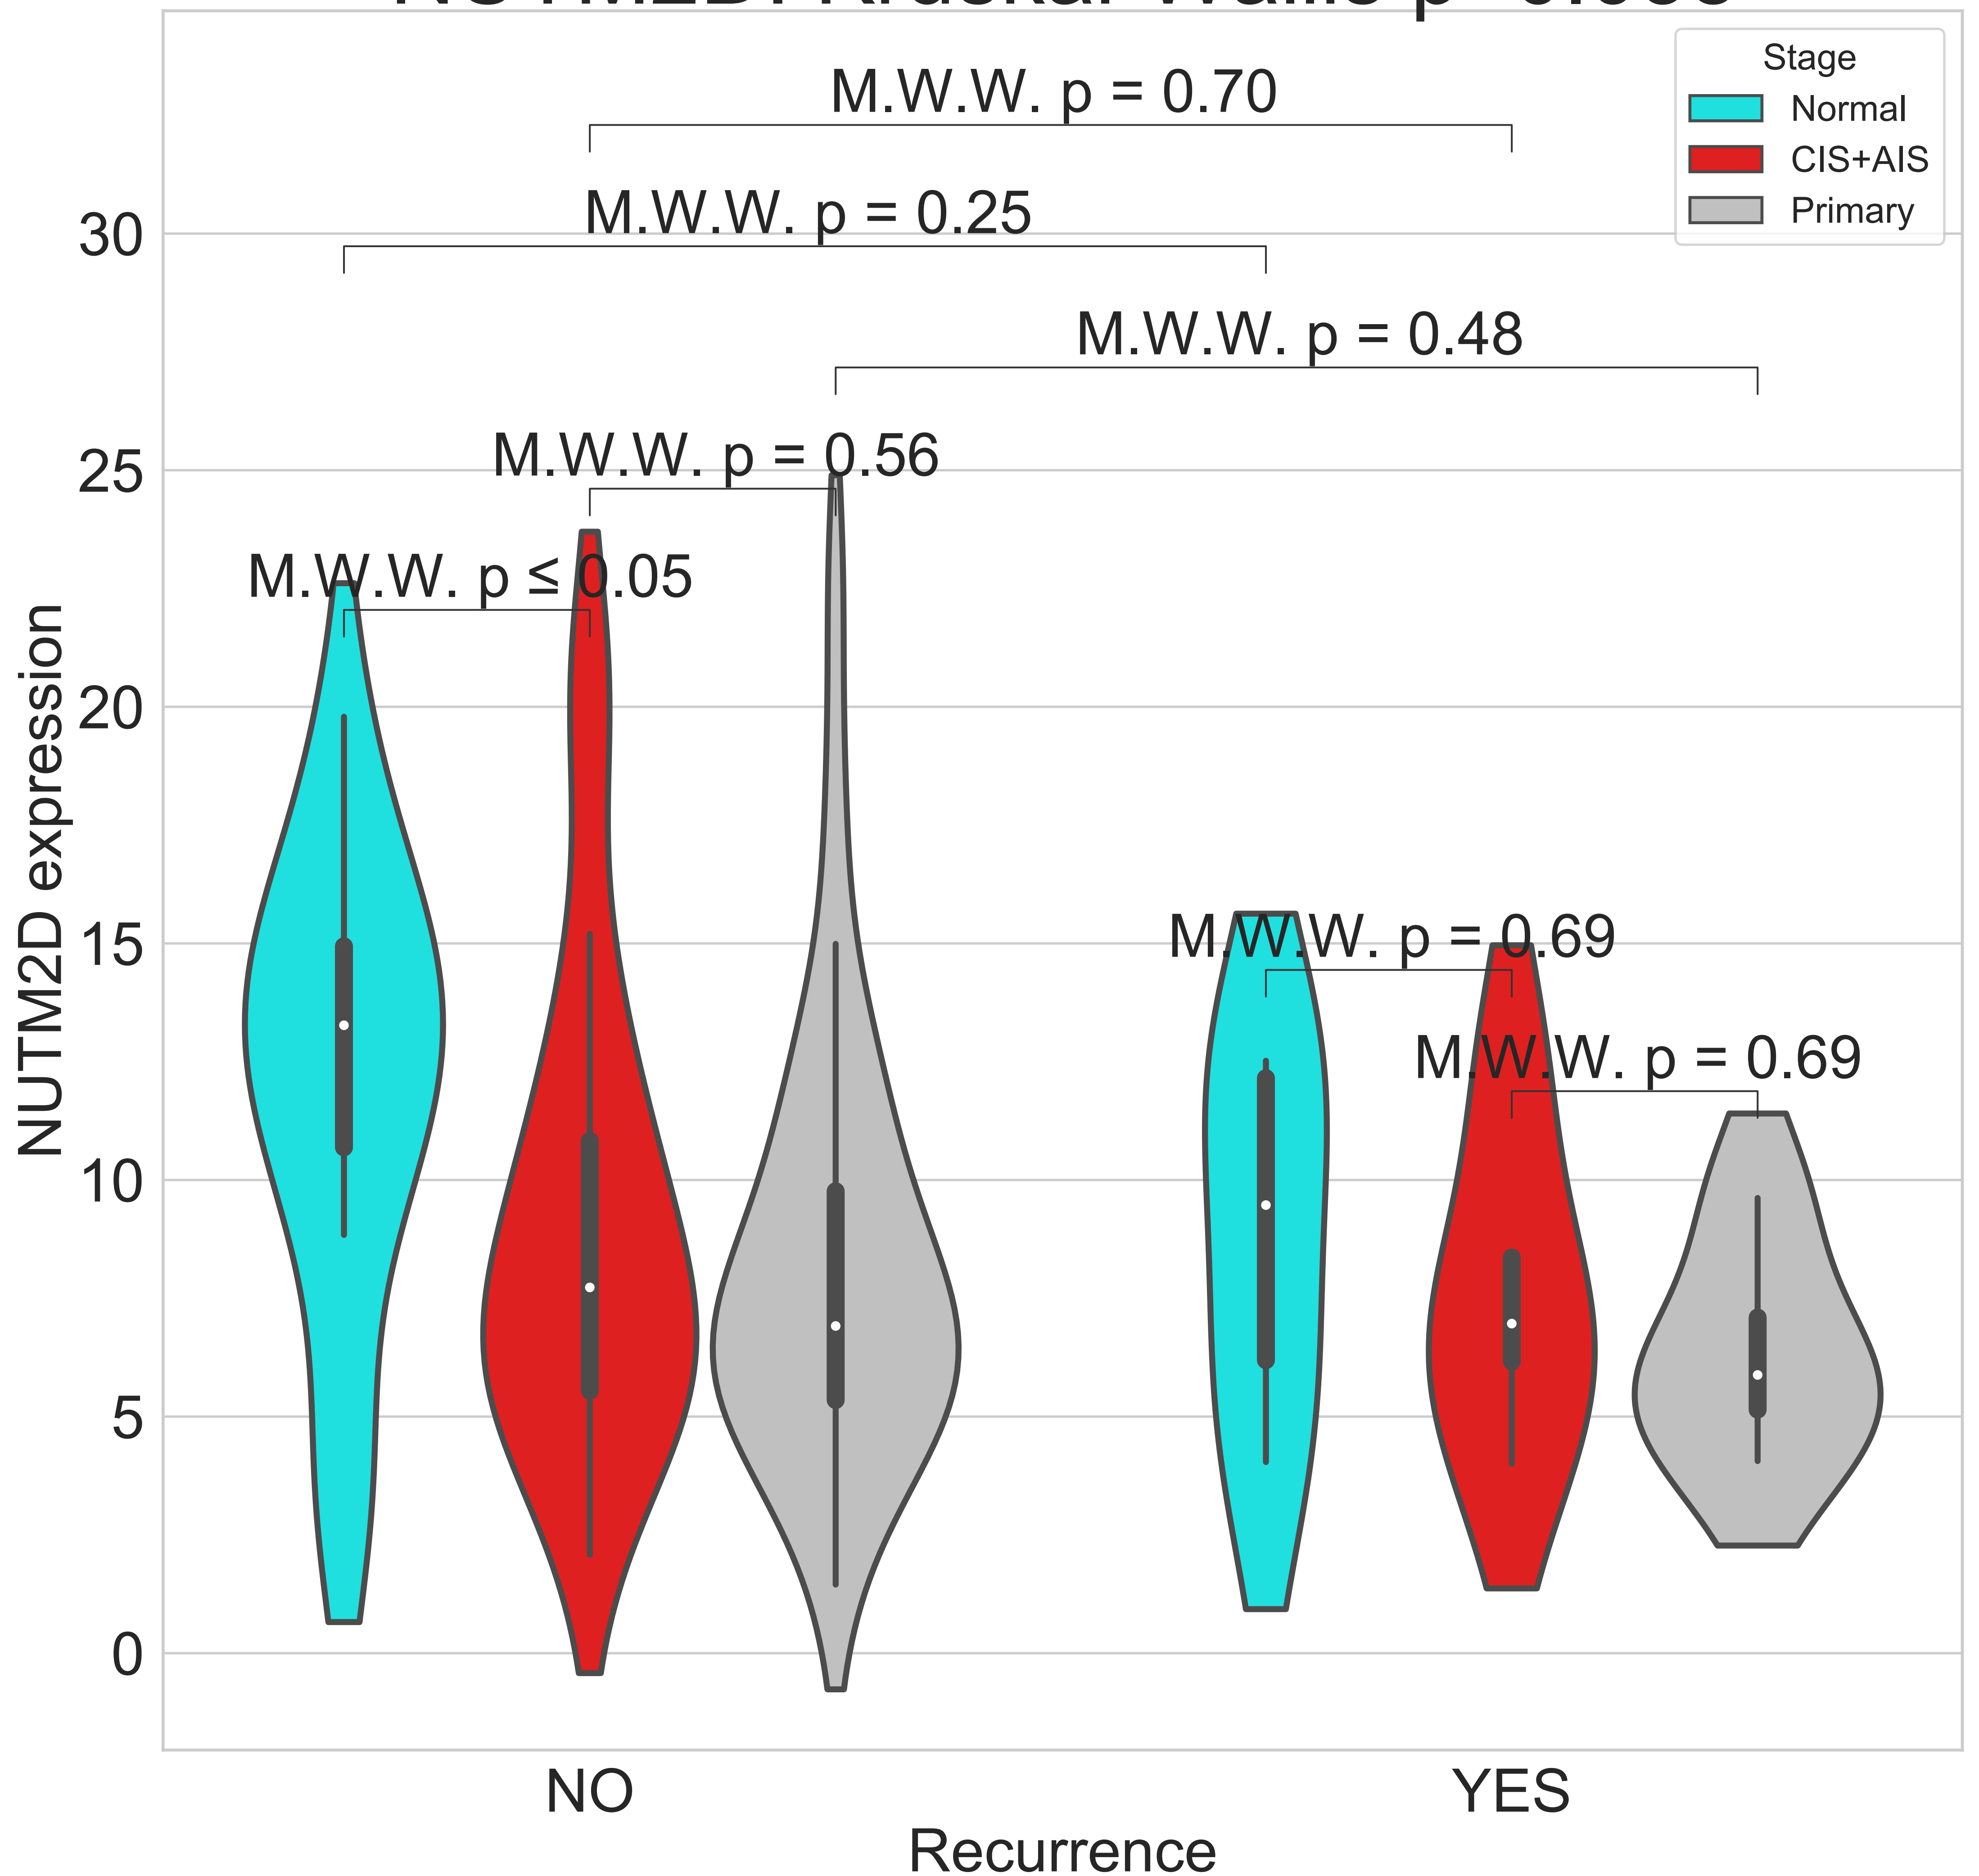 Stage
Normal
CIS+AIS
Primary
M.W.W. p = 0.70
M.W.W. p = 0.25
M.W.W. p = 0.48
M.W.W. p = 0.56
M.W.W. p ≤ 0.05
M.W.W. p = 0.69
M.W.W. p = 0.69
NUTM2D expression
30
25
20
15
10
5
0
NO
YES
Recurrence